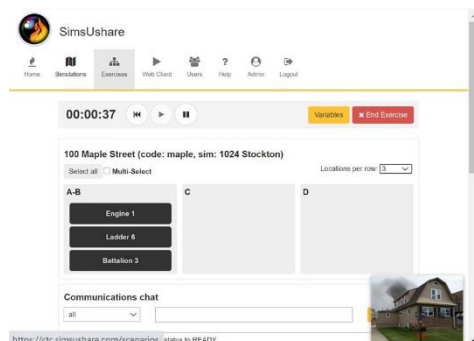 SimsUshare
Home Simulations Exercises Web Client Users Help Admin Logout
00:00:37 Variables × End Exercise
100 Maple Street (code: maple, sim: 1024 Stockton)
Select all Multi-Select Locations per row: 3
A-B C D
Engine 1
Ladder 6
Battalion 3
Communications chat
all
https://ctc.simsushare.com/scenarios status to READY